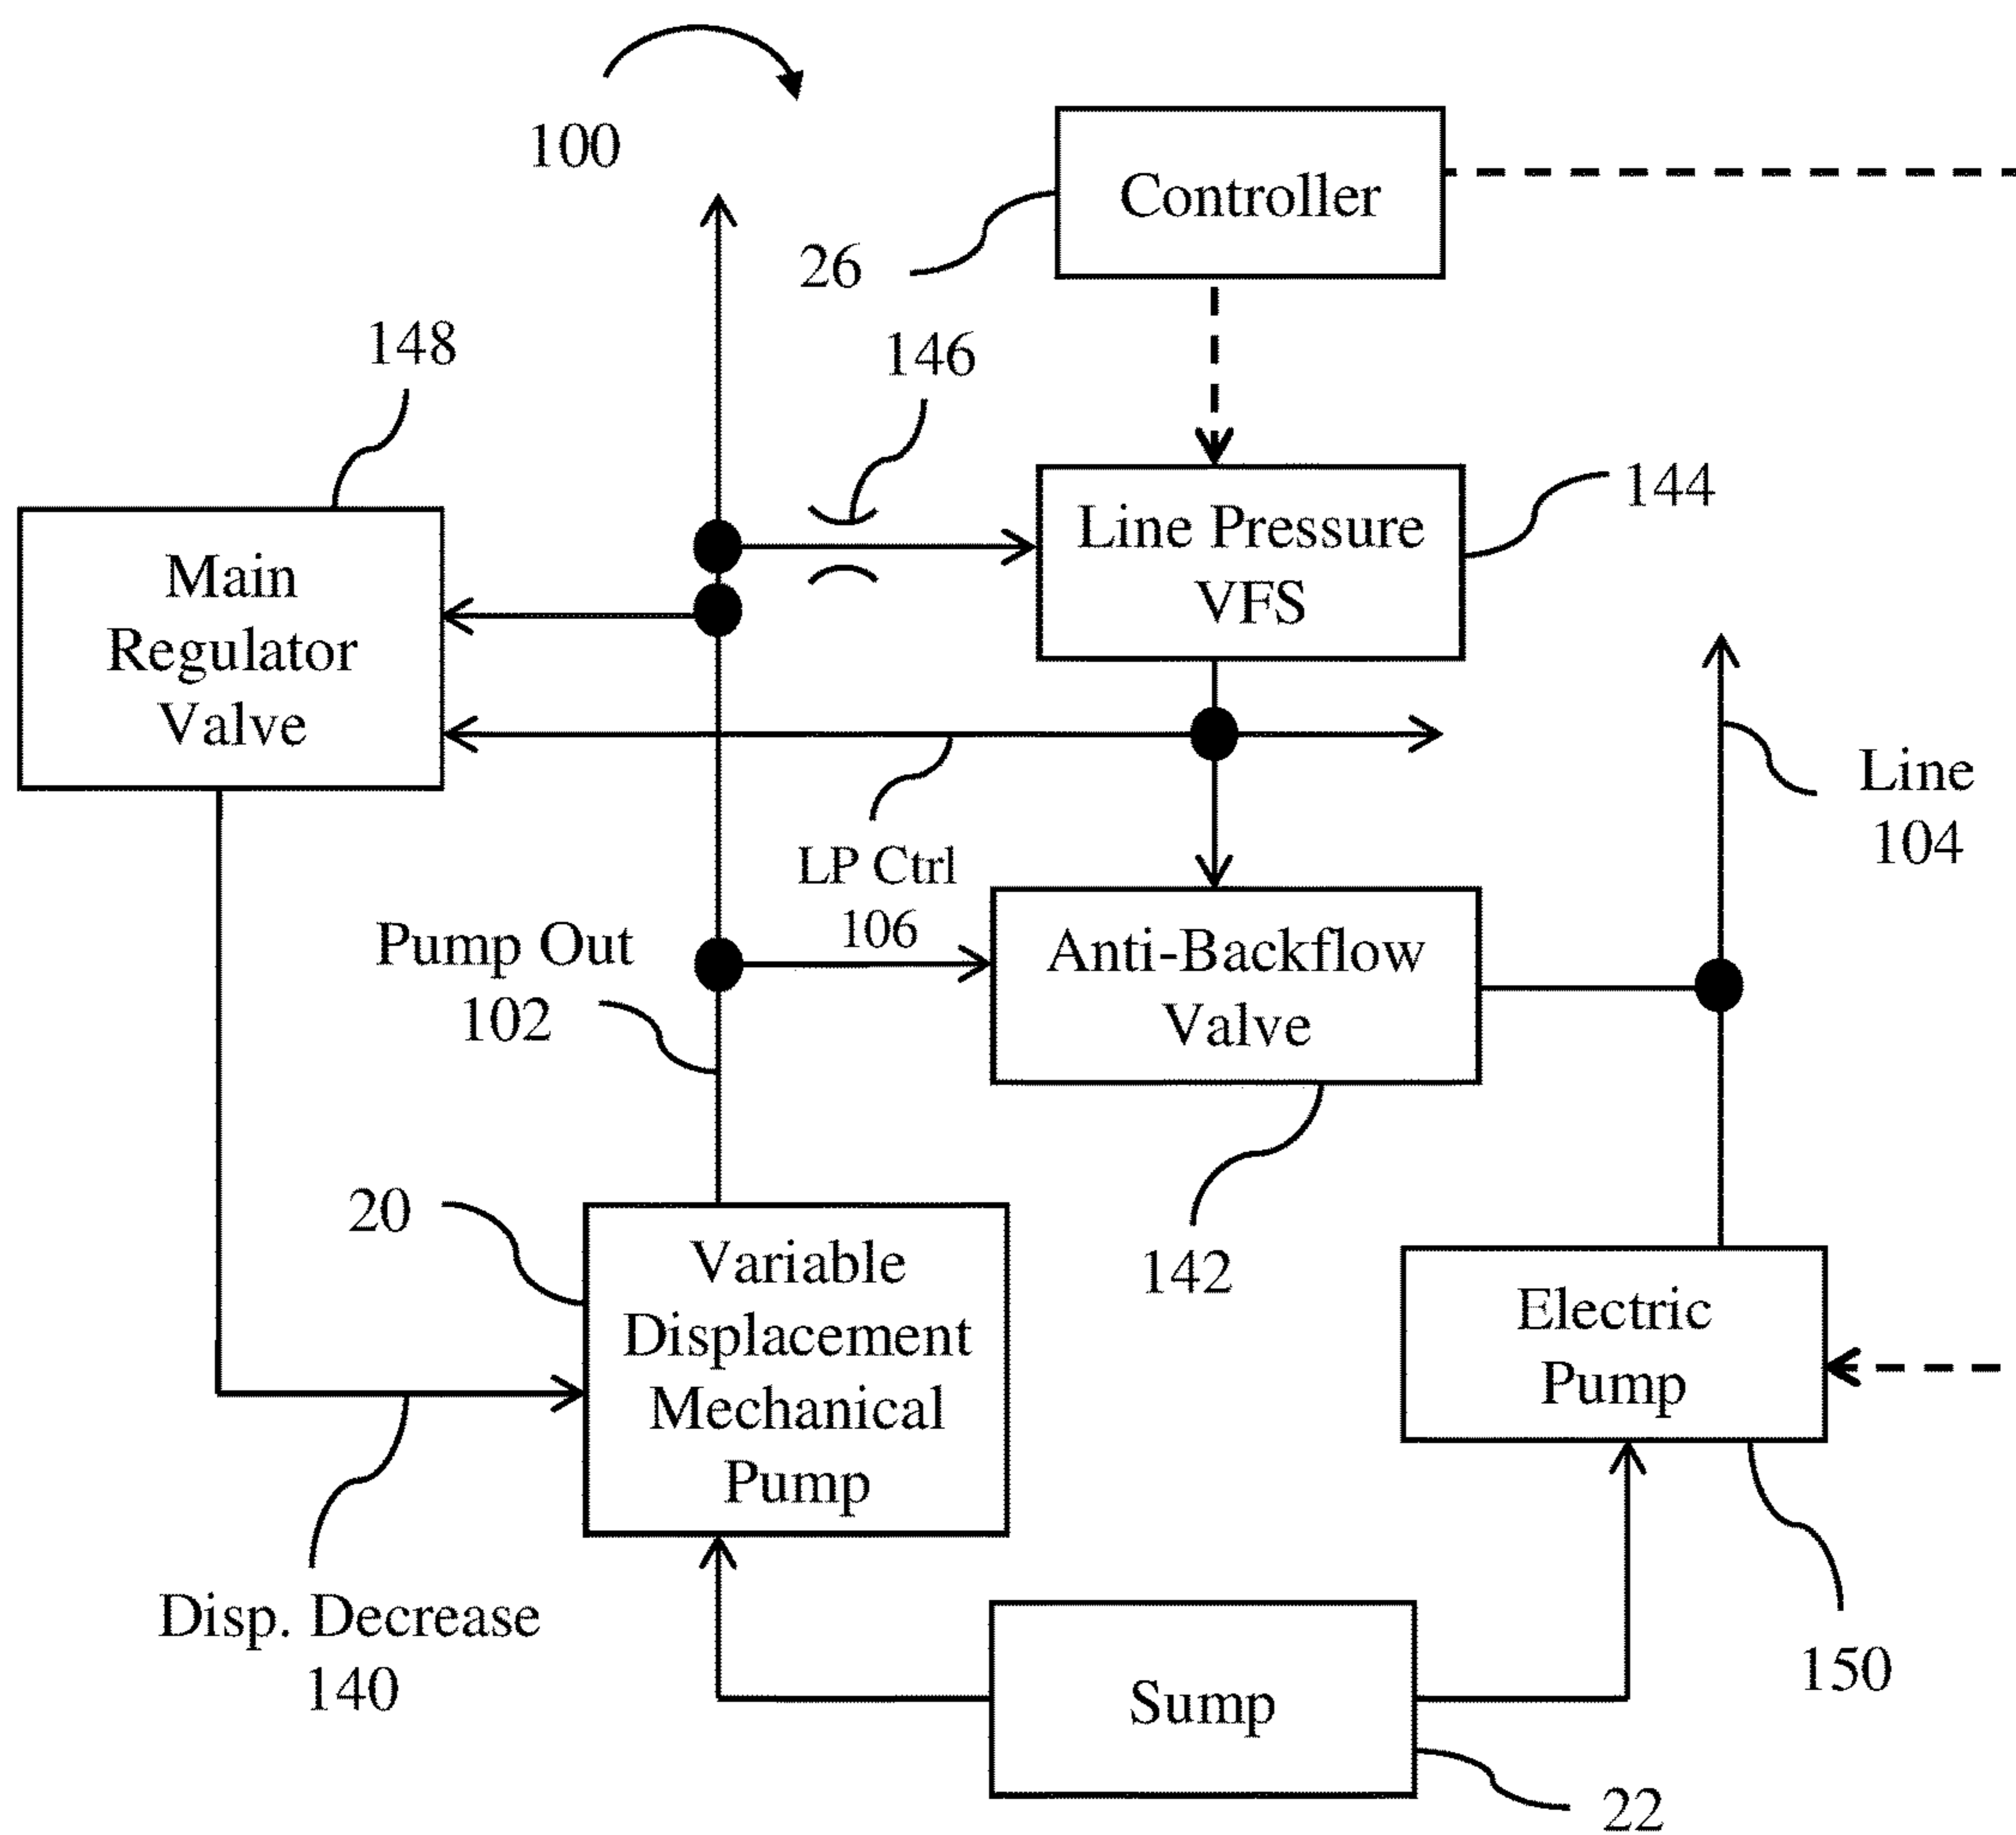 100
Controller
26
148
146
144
Line Pressure
VFS
Main
Regulator
Valve
Line
104
LP Ctrl
106
Pump Out
102
Anti-Backflow
Valve
20
142
Variable
Displacement
Mechanical
Pump
Electric
Pump
Disp. Decrease
140
150
Sump
22